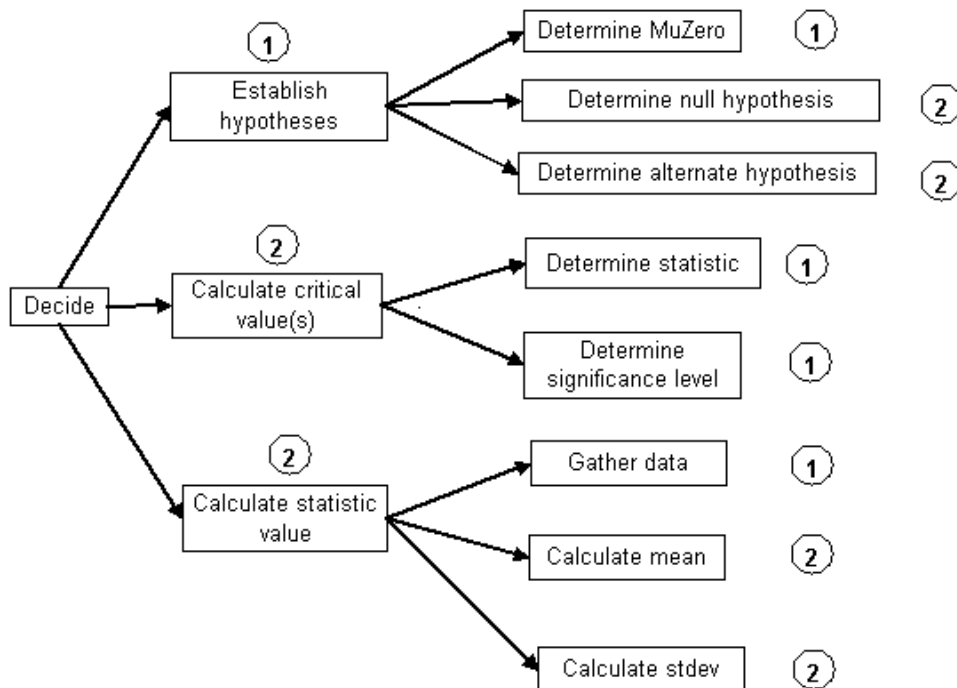 Determine MuZero
1
1
Establish
hypotheses
Determine null hypothesis
2
Determine alternate hypothesis
2
2
Determine statistic
1
Decide
Calculate critical
value(s)
Determine
significance level
1
2
Gather data
1
Calculate statistic
value
Calculate mean
2
Calculate stdev
2